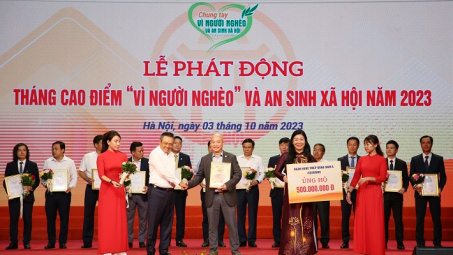 Chung tay
VÌ NGƯỜI NGHÈO
VÀ AN SINH XÃ HỘI
LỄ PHÁT ĐỘNG
THÁNG CAO ĐIỂM “VÌ NGƯỜI NGHÈO” VÀ AN SINH XÃ HỘI NĂM 2023
Hà Nội, ngày 03 tháng 10 năm 2023
ỦNG HỘ
500.000.000 Đ